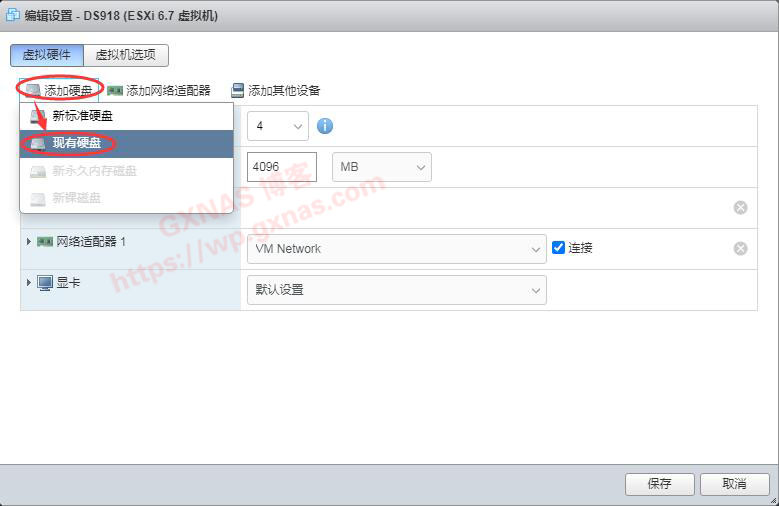 编辑设置 - DS918 (ESXi 6.7 虚拟机)
虚拟硬件 虚拟机选项
添加硬盘 添加网络适配器 添加其他设备
新标准硬盘
4
现有硬盘
4096 MB
新永久内存磁盘
新裸磁盘
GXNAS 博客
https://wp.gxnas.com
网络适配器 1 VM Network 连接
显卡 默认设置
保存 取消